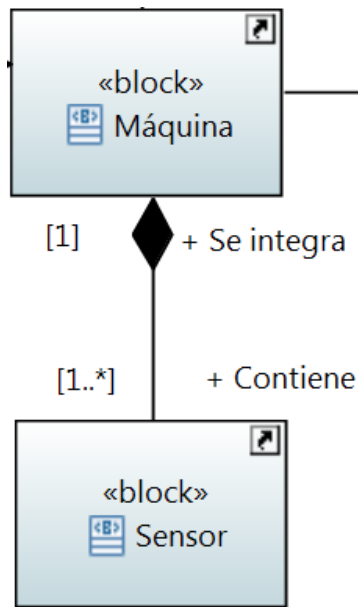 «block»
Máquina
[1] + Se integra
[1..*] + Contiene
«block»
Sensor